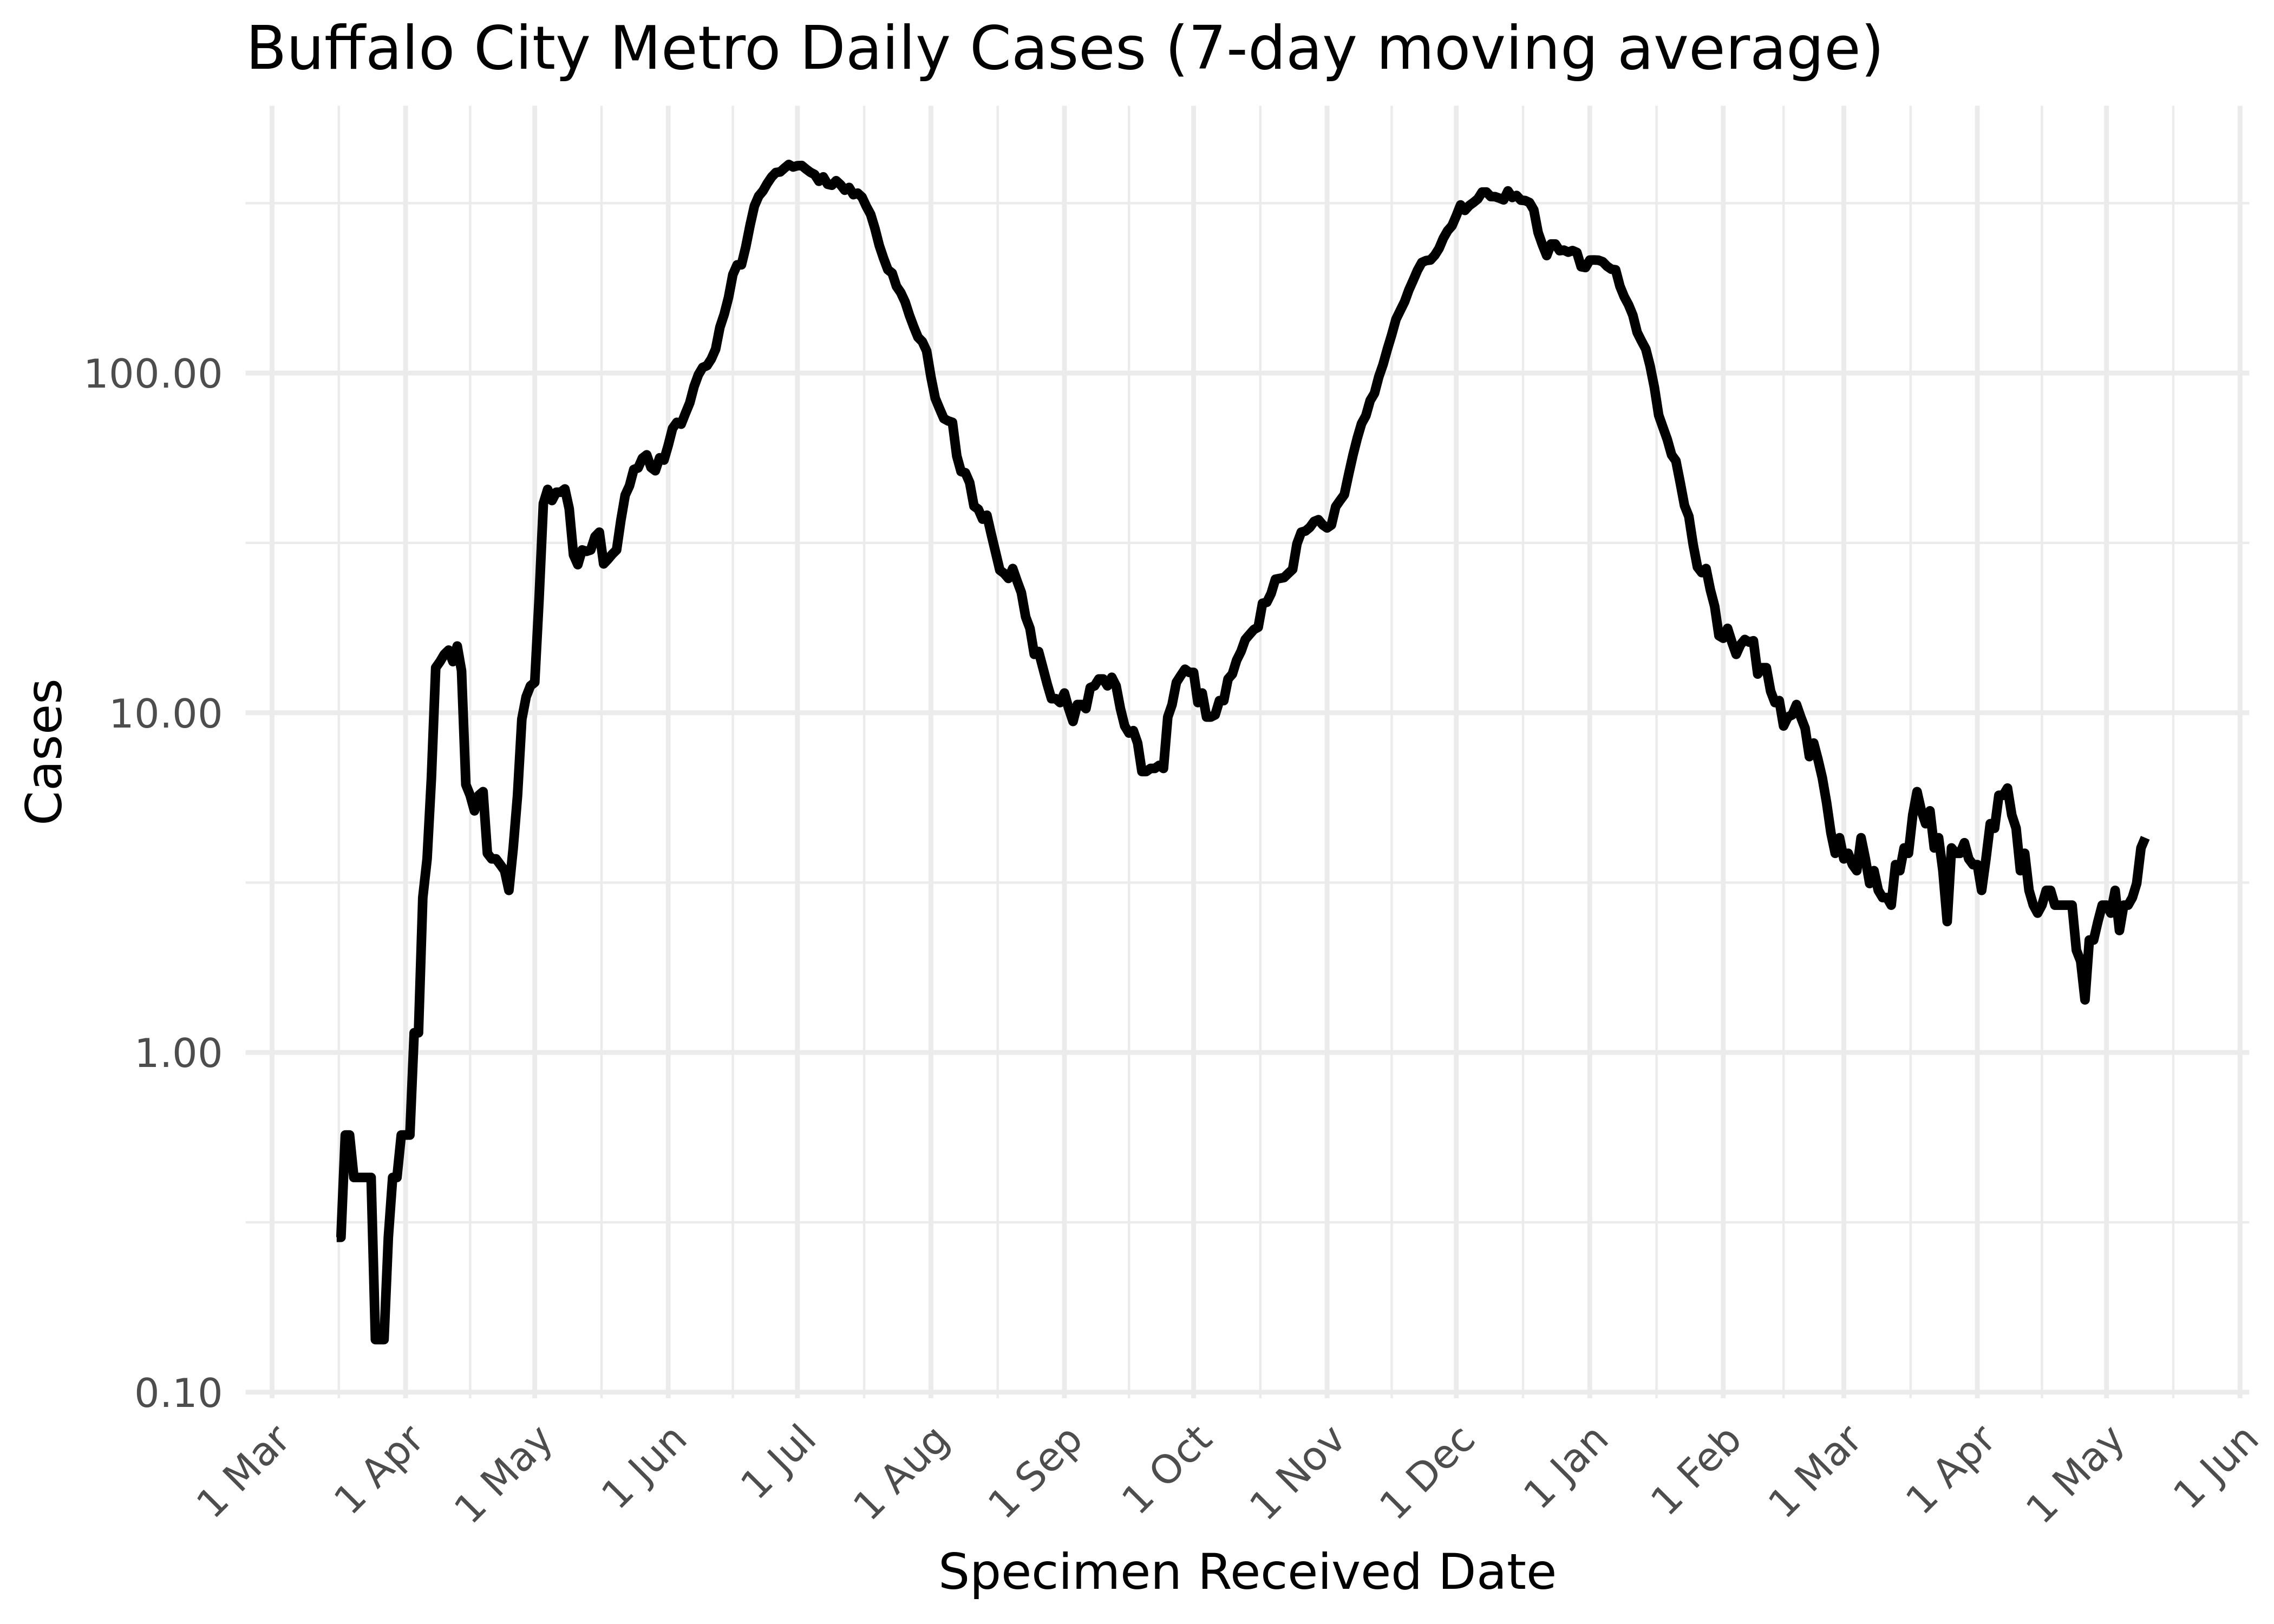 Buffalo City Metro Daily Cases (7-day moving average)
Cases
100.00
10.00
1.00
0.10
1 Mar
1 Apr
1 May
1 Jun
1 Jul
1 Aug
1 Sep
1 Oct
1 Nov
1 Dec
1 Jan
1 Feb
1 Mar
1 Apr
1 May
1 Jun
Specimen Received Date